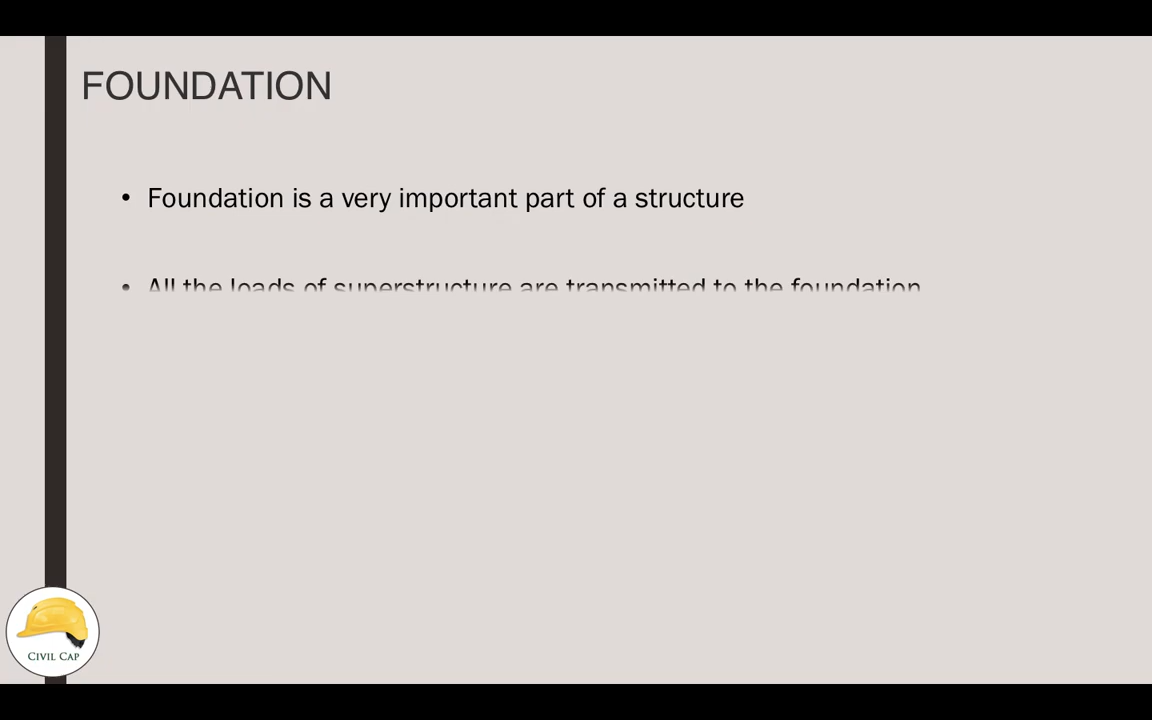 FOUNDATION
• Foundation is a very important part of a structure
• All the loads of superstructure are transmitted to the foundation
CIVIL CAP